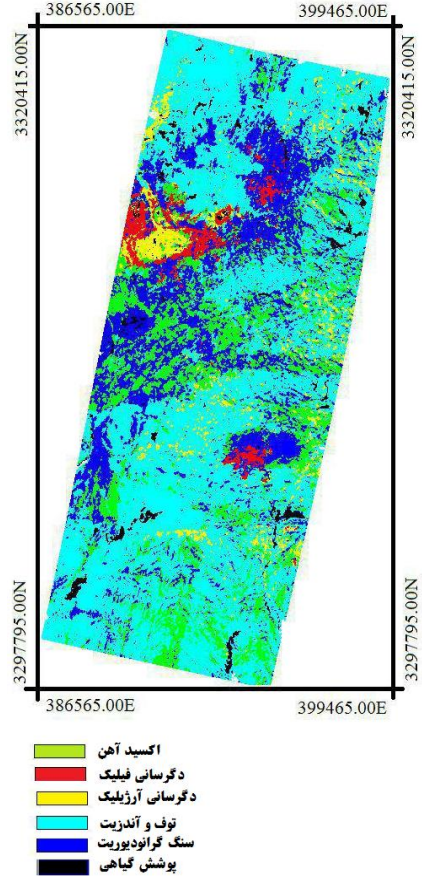 386565.00E
399465.00E
3320415.00N
3320415.00N
3297795.00N
3297795.00N
386565.00E
399465.00E
اکسید آهن
دگرسانی فیلیک
دگرسانی آرژیلیک
توف و آندزیت
سنگ گرانودیوریت
پوشش گیاهی